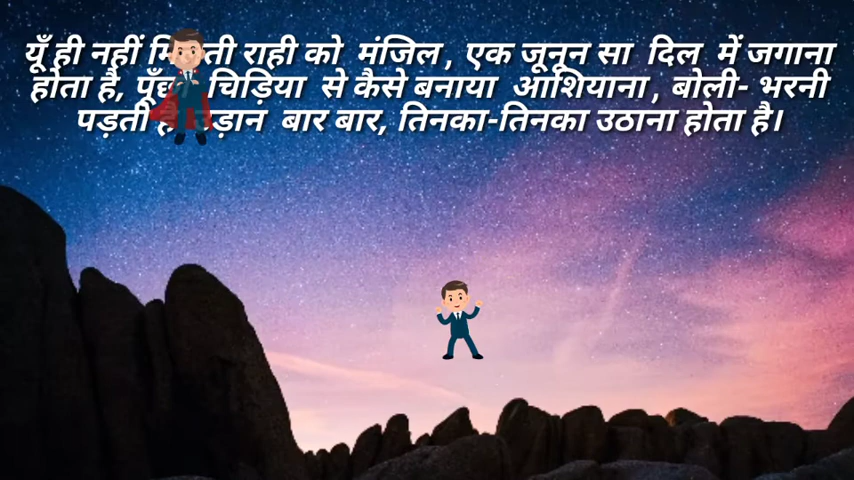 यूँ ही नहीं राही को मंजिल, एक जूनून सा दिल में जगाना
होता है, चिड़िया से कैसे बनाया आशियाना, बोली- भरनी
पड़ती बार बार, तिनका-तिनका उठाना होता है।